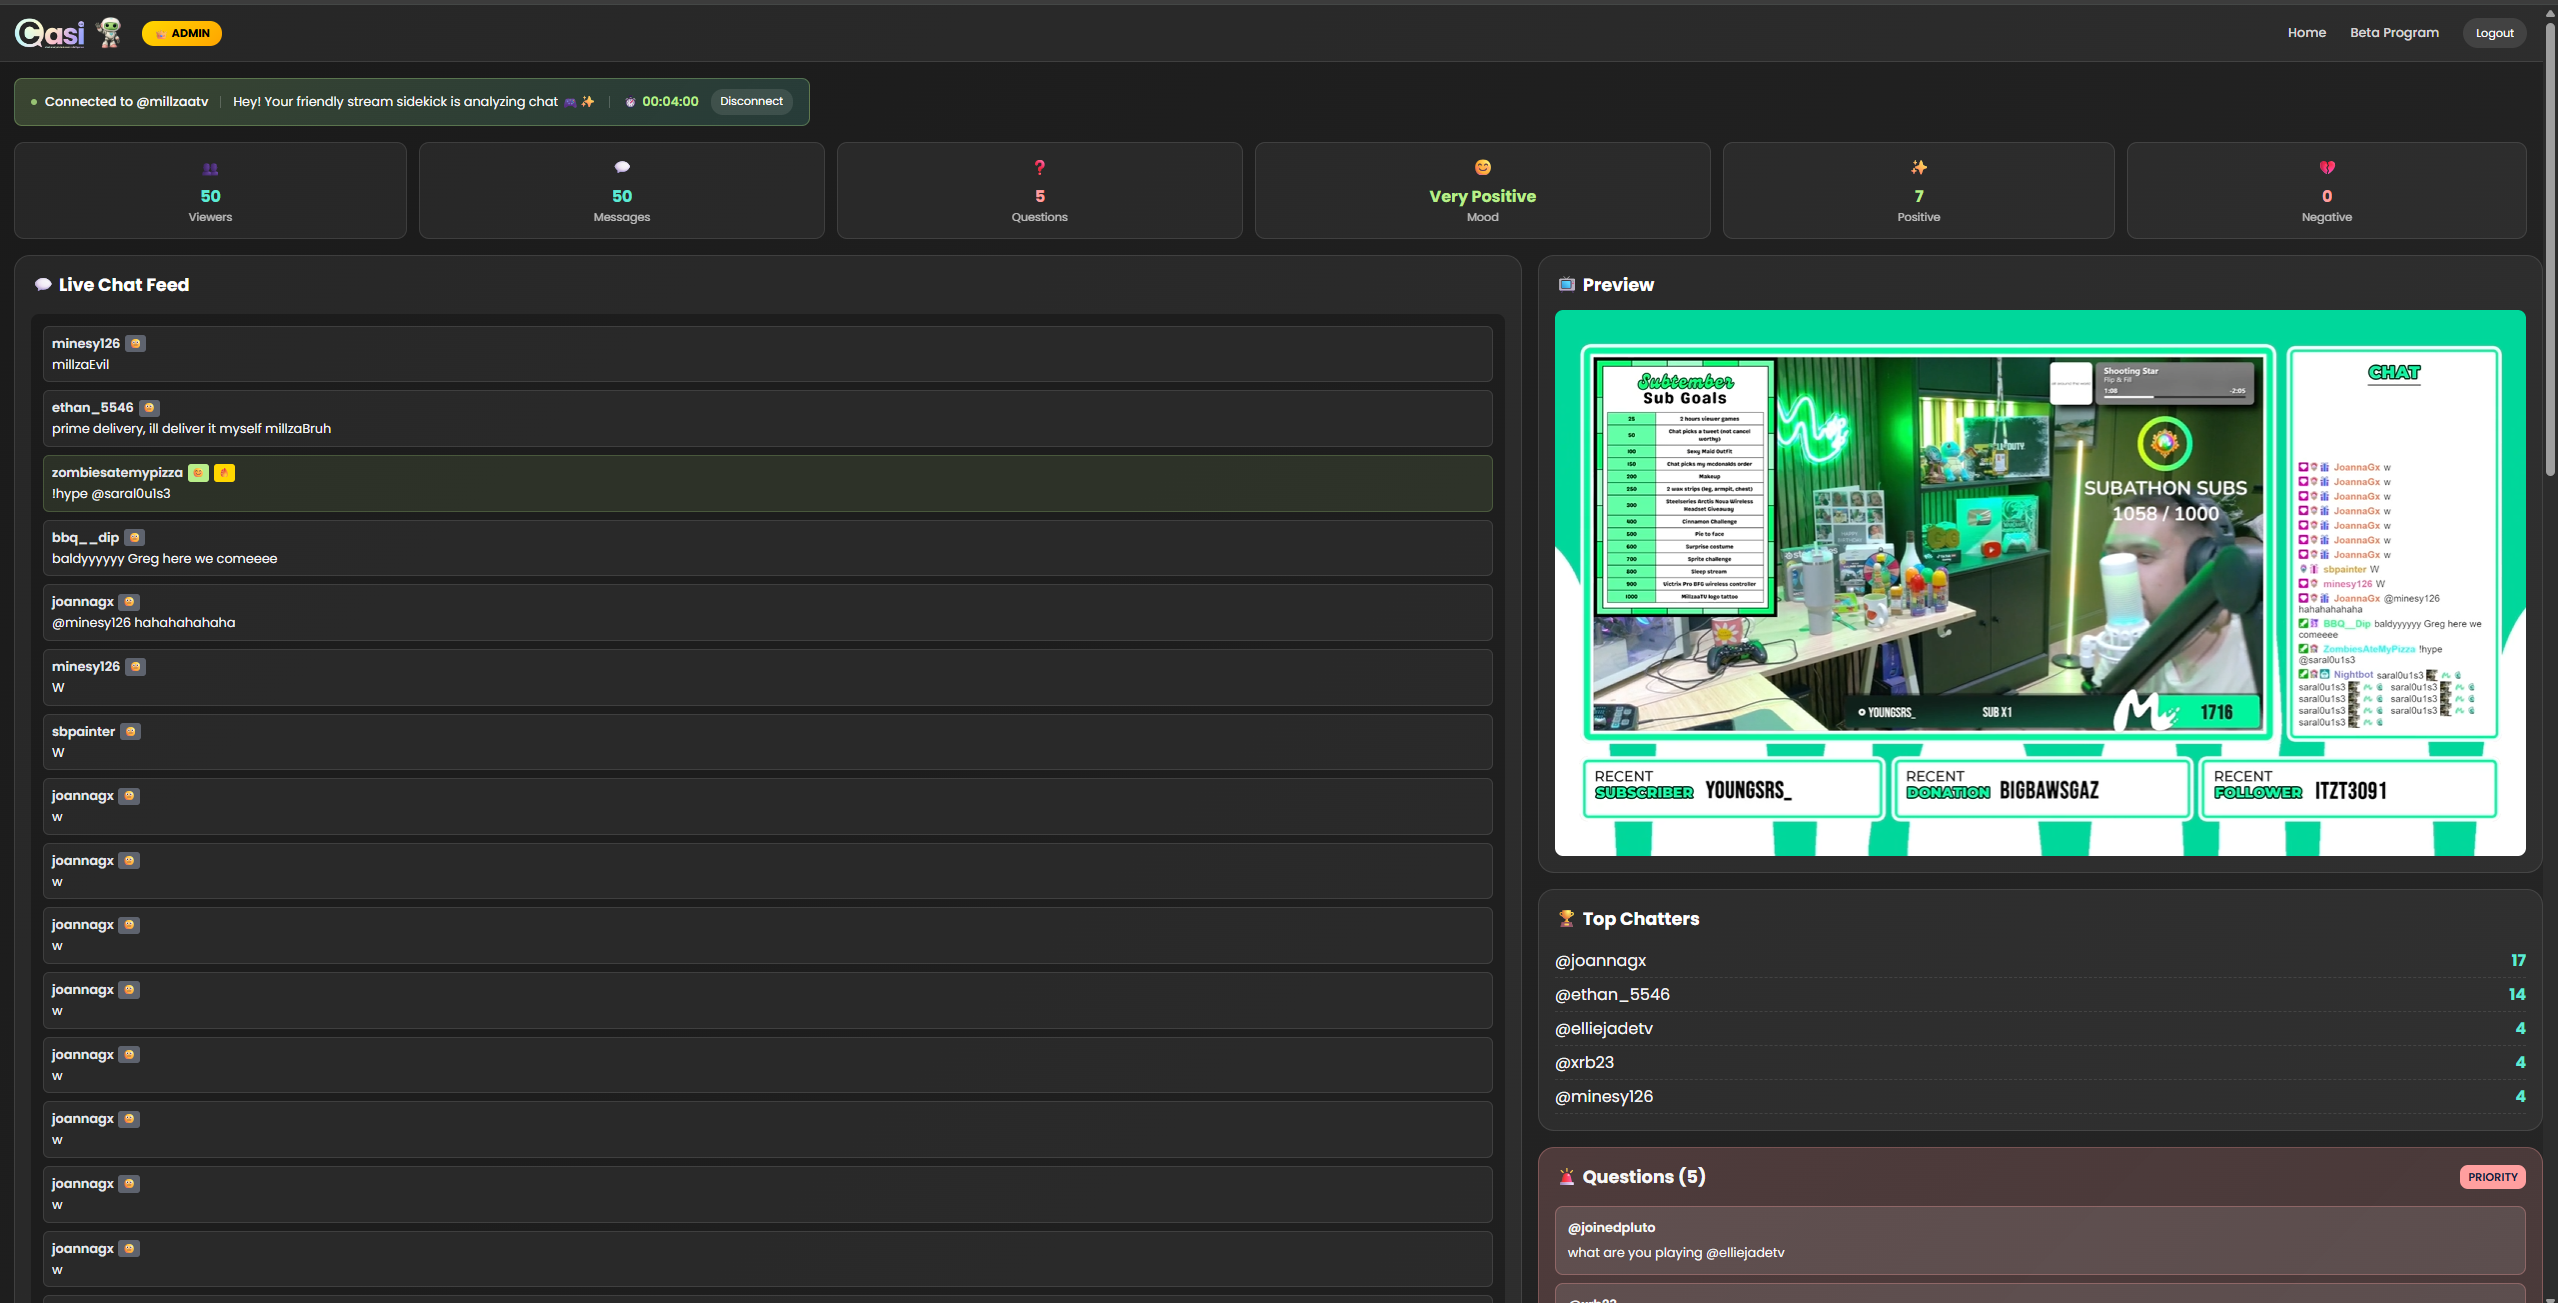 Casi
ADMIN
Home
Beta Program
Logout
Connected to @millzaatv
Hey! Your friendly stream sidekick is analyzing chat
00:04:00
Disconnect
50
Viewers
50
Messages
5
Questions
Very Positive
Mood
7
Positive
0
Negative
Live Chat Feed
minesy126
millzaEvil
ethan_5546
prime delivery, ill deliver it myself millzaBruh
zombiesatemypizza
!hype @saral0u1s3
bbq__dip
baldyyyyyy Greg here we comeeee
joannagx
@minesy126 hahahahahaha
minesy126
W
sbpainter
W
joannagx
w
joannagx
w
joannagx
w
joannagx
w
joannagx
w
joannagx
w
joannagx
w
joannagx
w
Preview
Subtember
Sub Goals
25 2 hours viewer games
50 Chat picks a tweet (not cancel worthy)
100 Sexy Maid Outfit
150 Chat picks my mcdonalds order
200 Makeup
250 2 wax strips (leg, armpit, chest)
300 Steelseries Arctis Nova Wireless Headset Giveaway
400 Cinnamon Challenge
500 Pie to face
600 Surprise costume
700 Sprite challenge
800 Sleep stream
900 Victrix Pro BFG wireless controller
1000 MillzaaTV logo tattoo
Shooting Star
Flip & Fill
1:08
-2:05
SUBATHON SUBS
1058 / 1000
YOUNGSRS_
SUB X1
1716
CHAT
JoannaGx w
JoannaGx w
JoannaGx w
JoannaGx w
JoannaGx w
JoannaGx w
JoannaGx w
sbpainter W
minesy126 W
JoannaGx @minesy126
hahahahahaha
BBQ__Dip baldyyyyyy Greg here we
comeeee
ZombiesAteMyPizza !hype
@saral0u1s3
Nightbot saral0u1s3
saral0u1s3 saral0u1s3
saral0u1s3 saral0u1s3
saral0u1s3 saral0u1s3
saral0u1s3
RECENT
SUBSCRIBER YOUNGSRS_
RECENT
DONATION BIGBAWSGAZ
RECENT
FOLLOWER ITZT3091
Top Chatters
@joannagx 17
@ethan_5546 14
@elliejadetv 4
@xrb23 4
@minesy126 4
Questions (5)
PRIORITY
@joinedpluto
what are you playing @elliejadetv
@xrb23